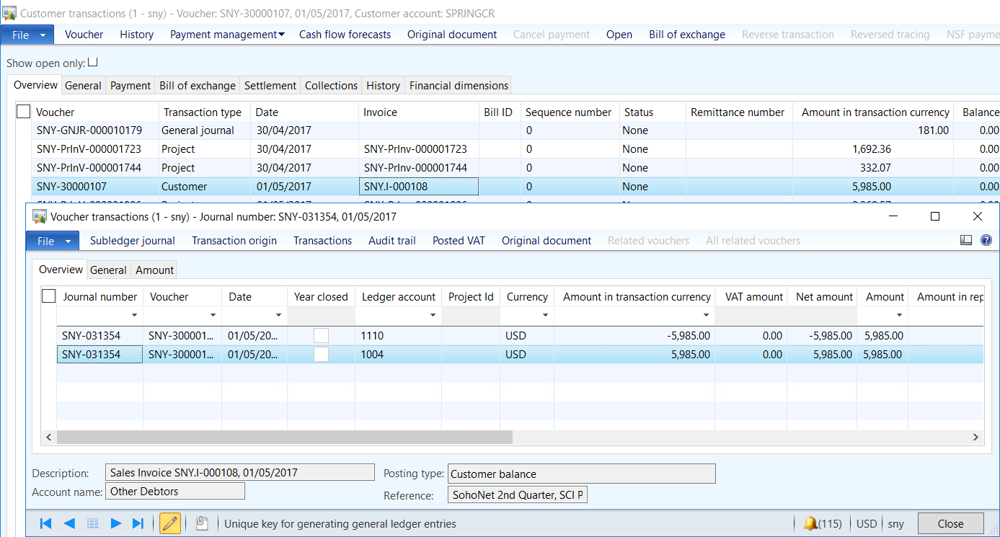 Customer transactions (1 - sny) - Voucher: SNY-30000107, 01/05/2017, Customer account: SPRINGCR
File Voucher History Payment management Cash flow forecasts Original document Cancel payment Open Bill of exchange Reverse transaction Reversed tracing NSF payme
Show open only:
Overview General Payment Bill of exchange Settlement Collections History Financial dimensions
Voucher Transaction type Date Invoice Bill ID Sequence number Status Remittance number Amount in transaction currency Balance
SNY-GNJR-000010179 General journal 30/04/2017 0 None 181.00 0.00
SNY-PrInV-000001723 Project 30/04/2017 SNY-PrInv-000001723 0 None 1,692.36 0.00
SNY-PrInV-000001744 Project 30/04/2017 SNY-PrInv-000001744 0 None 332.07 0.00
SNY-30000107 Customer 01/05/2017 SNY.I-000108 0 None 5,985.00 0.00
Voucher transactions (1 - sny) - Journal number: SNY-031354, 01/05/2017
File Subledger journal Transaction origin Transactions Audit trail Posted VAT Original document Related vouchers All related vouchers
Overview General Amount
Journal number Voucher Date Year closed Ledger account Project Id Currency Amount in transaction currency VAT amount Net amount Amount Amount in rep
SNY-031354 SNY-300001... 01/05/20... 1110 USD -5,985.00 0.00 -5,985.00 5,985.00
SNY-031354 SNY-300001... 01/05/20... 1004 USD 5,985.00 0.00 5,985.00 5,985.00
Description: Sales Invoice SNY.I-000108, 01/05/2017 Posting type: Customer balance
Account name: Other Debtors Reference: SohoNet 2nd Quarter, SCI P
Unique key for generating general ledger entries (115) USD sny Close